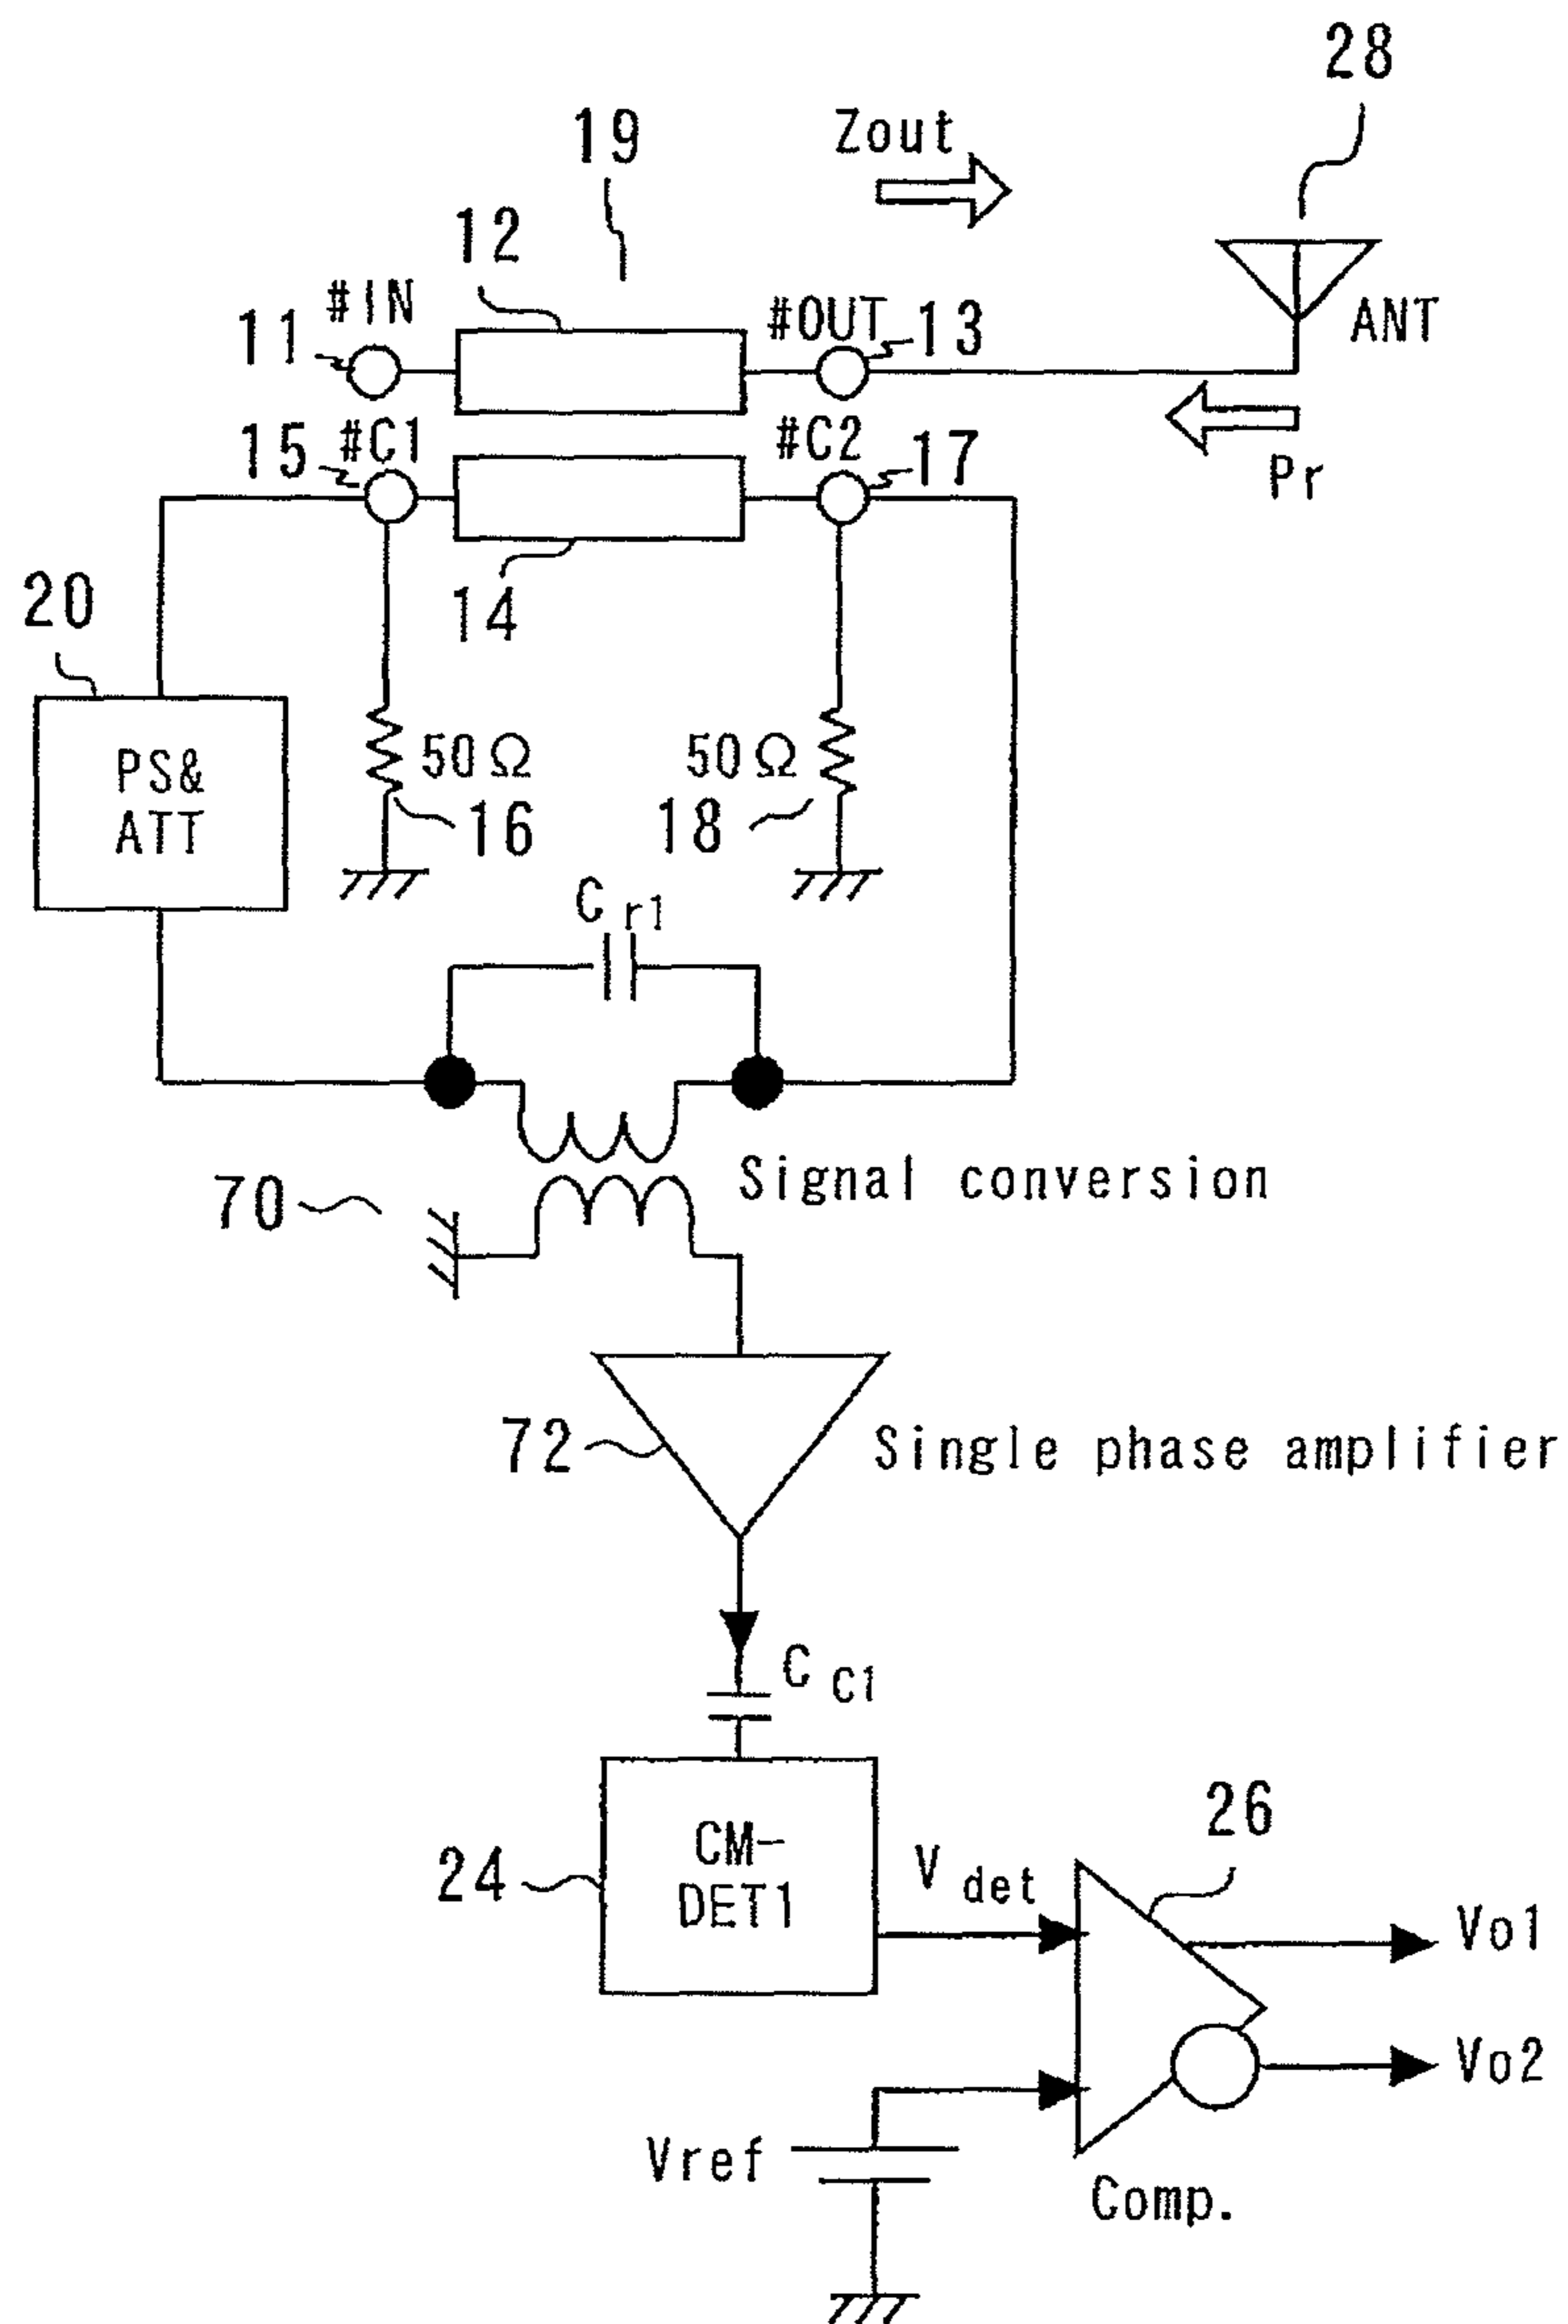 28
Zout
19
12
#IN
11
#OUT
13
ANT
#C1
15
#C2
17
Pr
14
20
PS&
ATT
50Ω
50Ω
16
18
Cr1
Signal conversion
70
72
Single phase amplifier
CC1
26
CM-
DET1
24
Vdet
Vo1
Vo2
Vref
Comp.